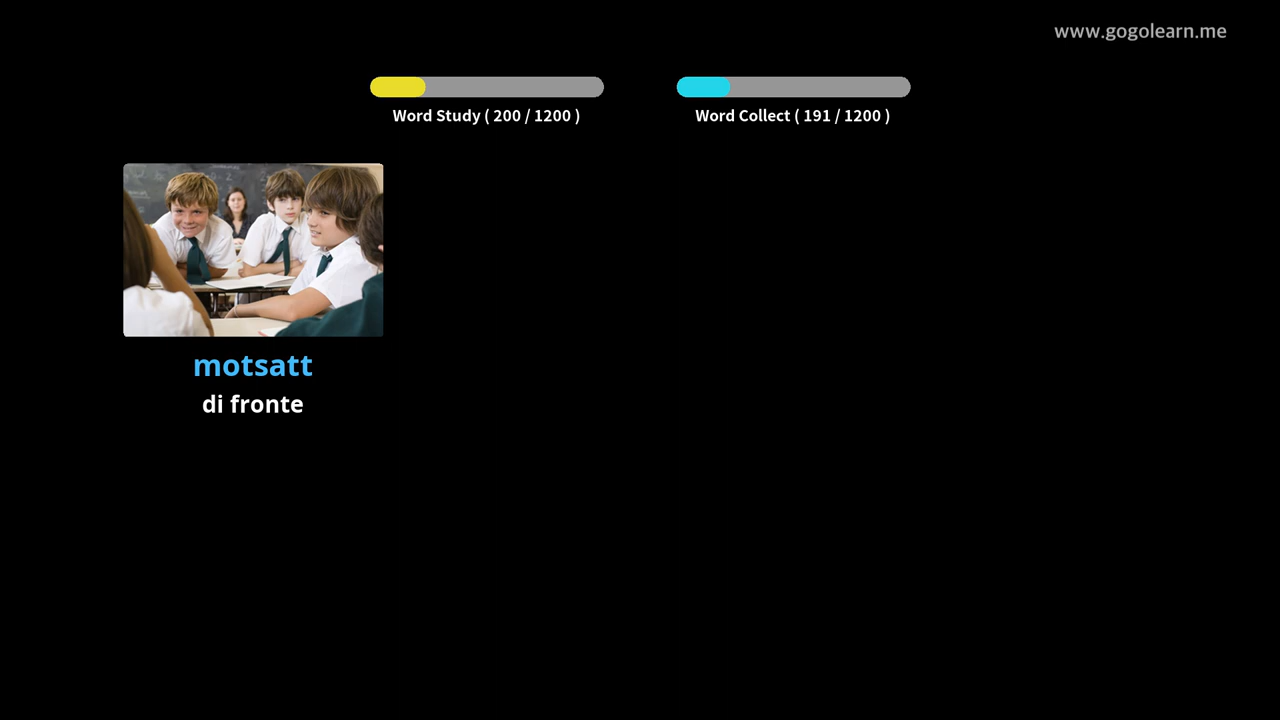 www.gogolearn.me
Word Study ( 200 / 1200 )
Word Collect ( 191 / 1200 )
motsatt
di fronte